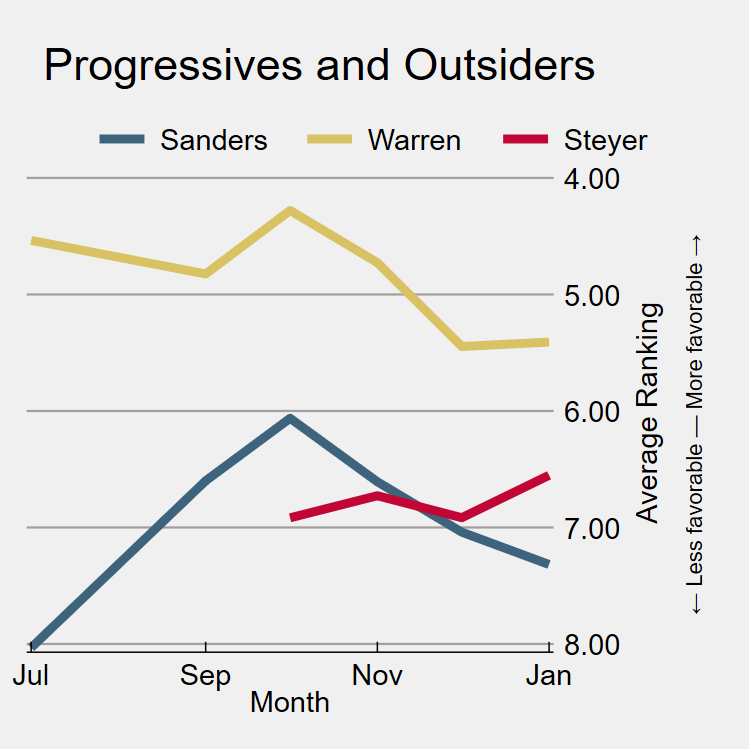 Progressives and Outsiders
Sanders Warren Steyer
4.00
5.00
6.00
7.00
8.00
Average Ranking
← Less favorable — More favorable →
Jul Sep Nov Jan
Month